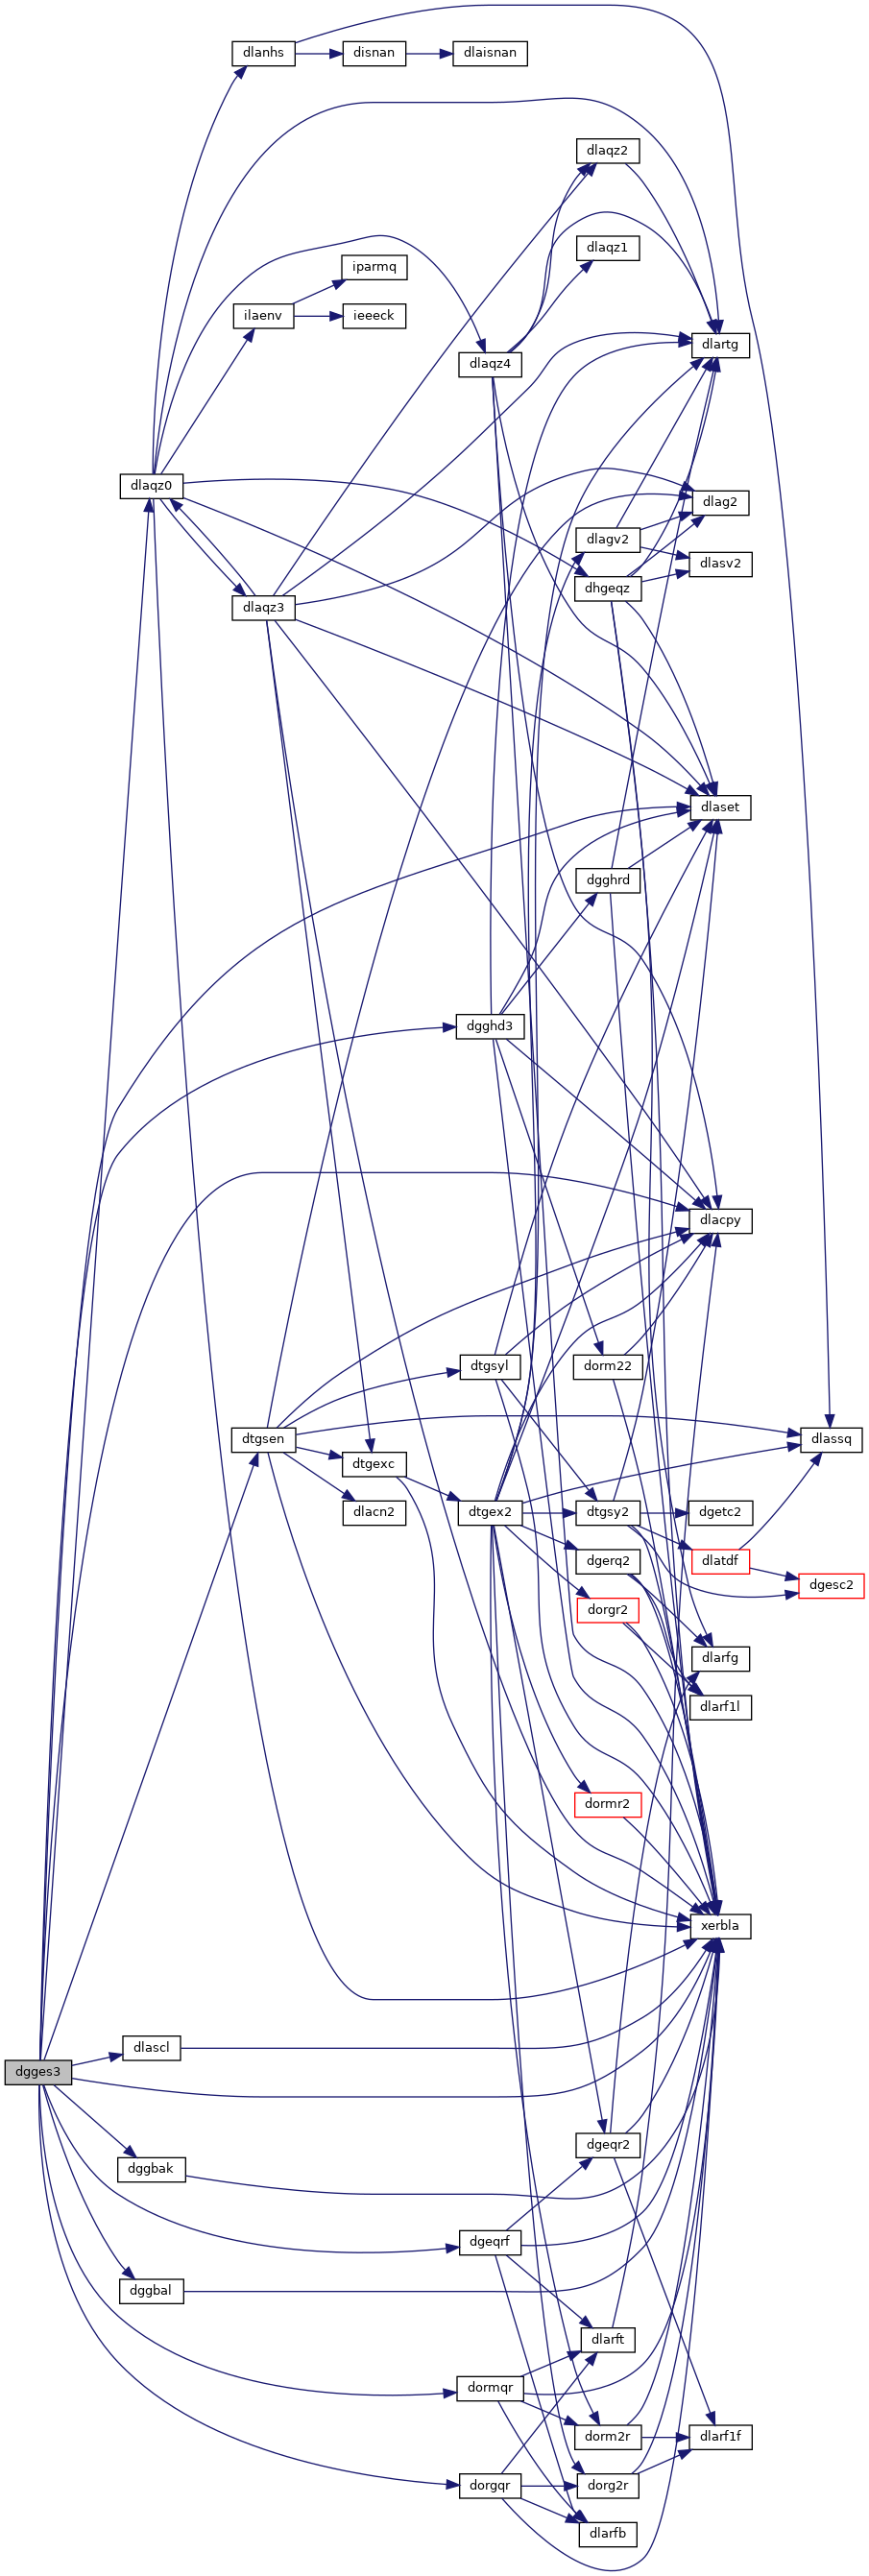 dlanhs
disnan
dlaisnan
dlaqz2
dlaqz1
iparmq
ilaenv
ieeeck
dlartg
dlaqz4
dlaqz0
dlag2
dlagv2
dlasv2
dhgeqz
dlaqz3
dlaset
dgghrd
dgghd3
dlacpy
dtgsyl
dorm22
dtgsen
dlassq
dtgexc
dlacn2
dtgex2
dtgsy2
dgetc2
dgerq2
dlatdf
dgesc2
dorgr2
dlarfg
dlarf1l
dormr2
xerbla
dlascl
dgges3
dgeqr2
dggbak
dgeqrf
dggbal
dlarft
dormqr
dorm2r
dlarf1f
dorgqr
dorg2r
dlarfb